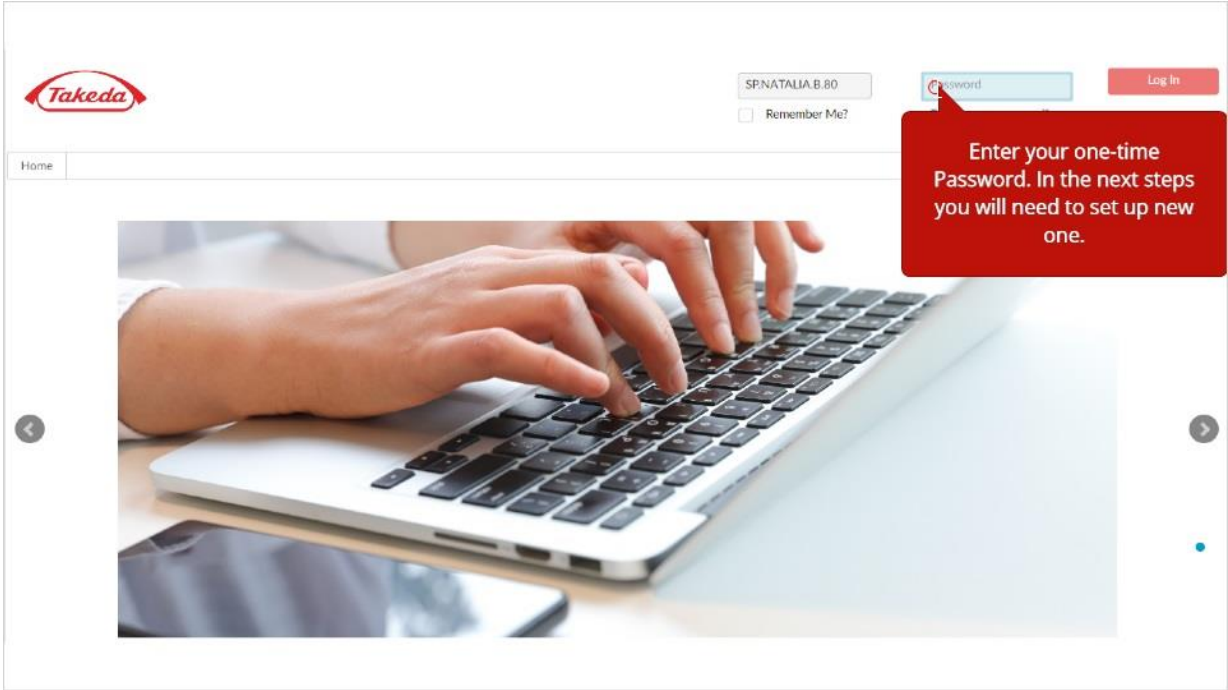 Takeda
SP.NATALIA.B.80
Password
Log In
Remember Me?
Home
Enter your one-time
Password. In the next steps
you will need to set up new
one.